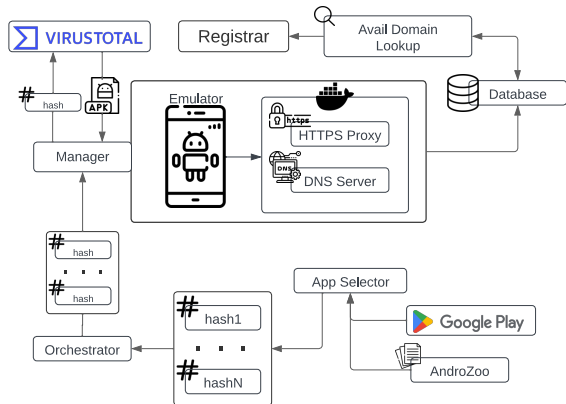 VIRUSTOTAL
Registrar
Avail Domain
Lookup
#
hash
APK
Emulator
https
HTTPS Proxy
DNS
DNS Server
Database
Manager
#
hash
. . .
#
hash
Orchestrator
#
hash1
. . .
#
hashN
App Selector
Google Play
AndroZoo